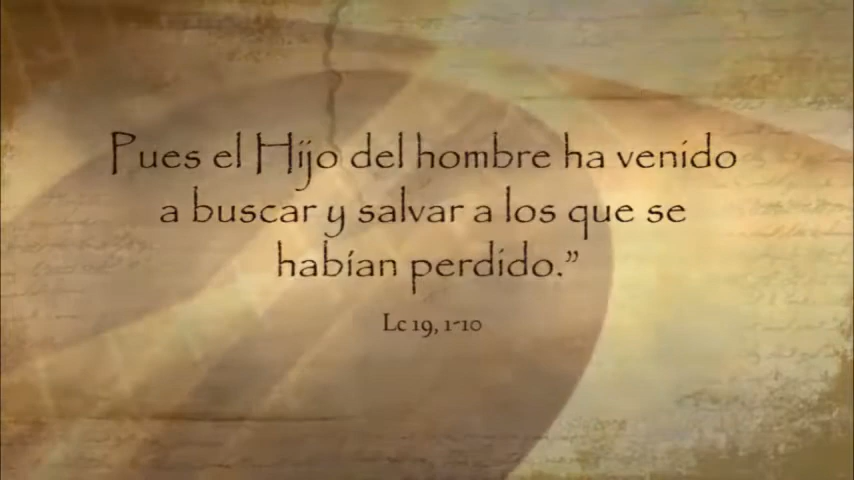 Pues el Hijo del hombre ha venido
a buscar y salvar a los que se
habían perdido.”
Lc 19, 1-10